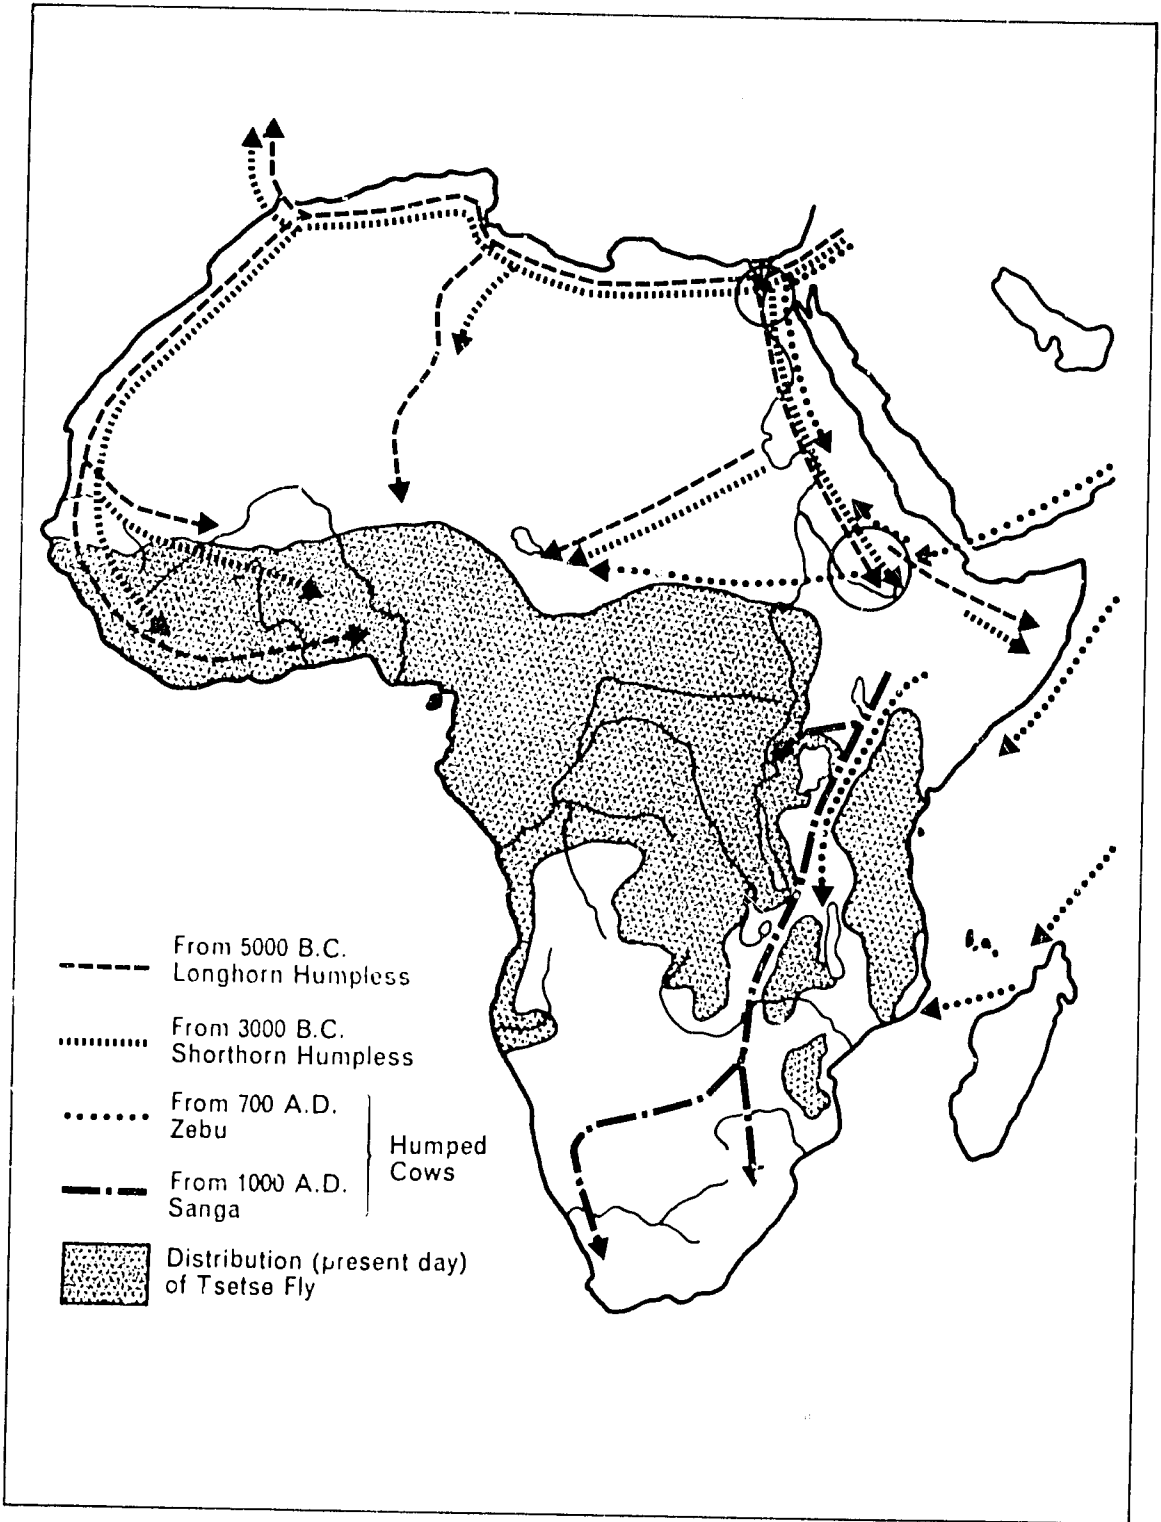 From 5000 B.C.
Longhorn Humpless
From 3000 B.C.
Shorthorn Humpless
From 700 A.D.
Zebu
Humped
Cows
From 1000 A.D.
Sanga
Distribution (present day)
of Tsetse Fly